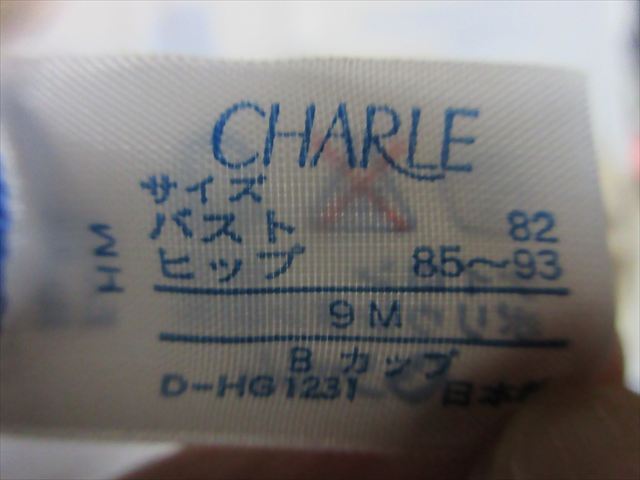 CHARLE
サイズ
バスト 82
ヒップ 85〜93
9M
Bカップ
D-HG1231 日本